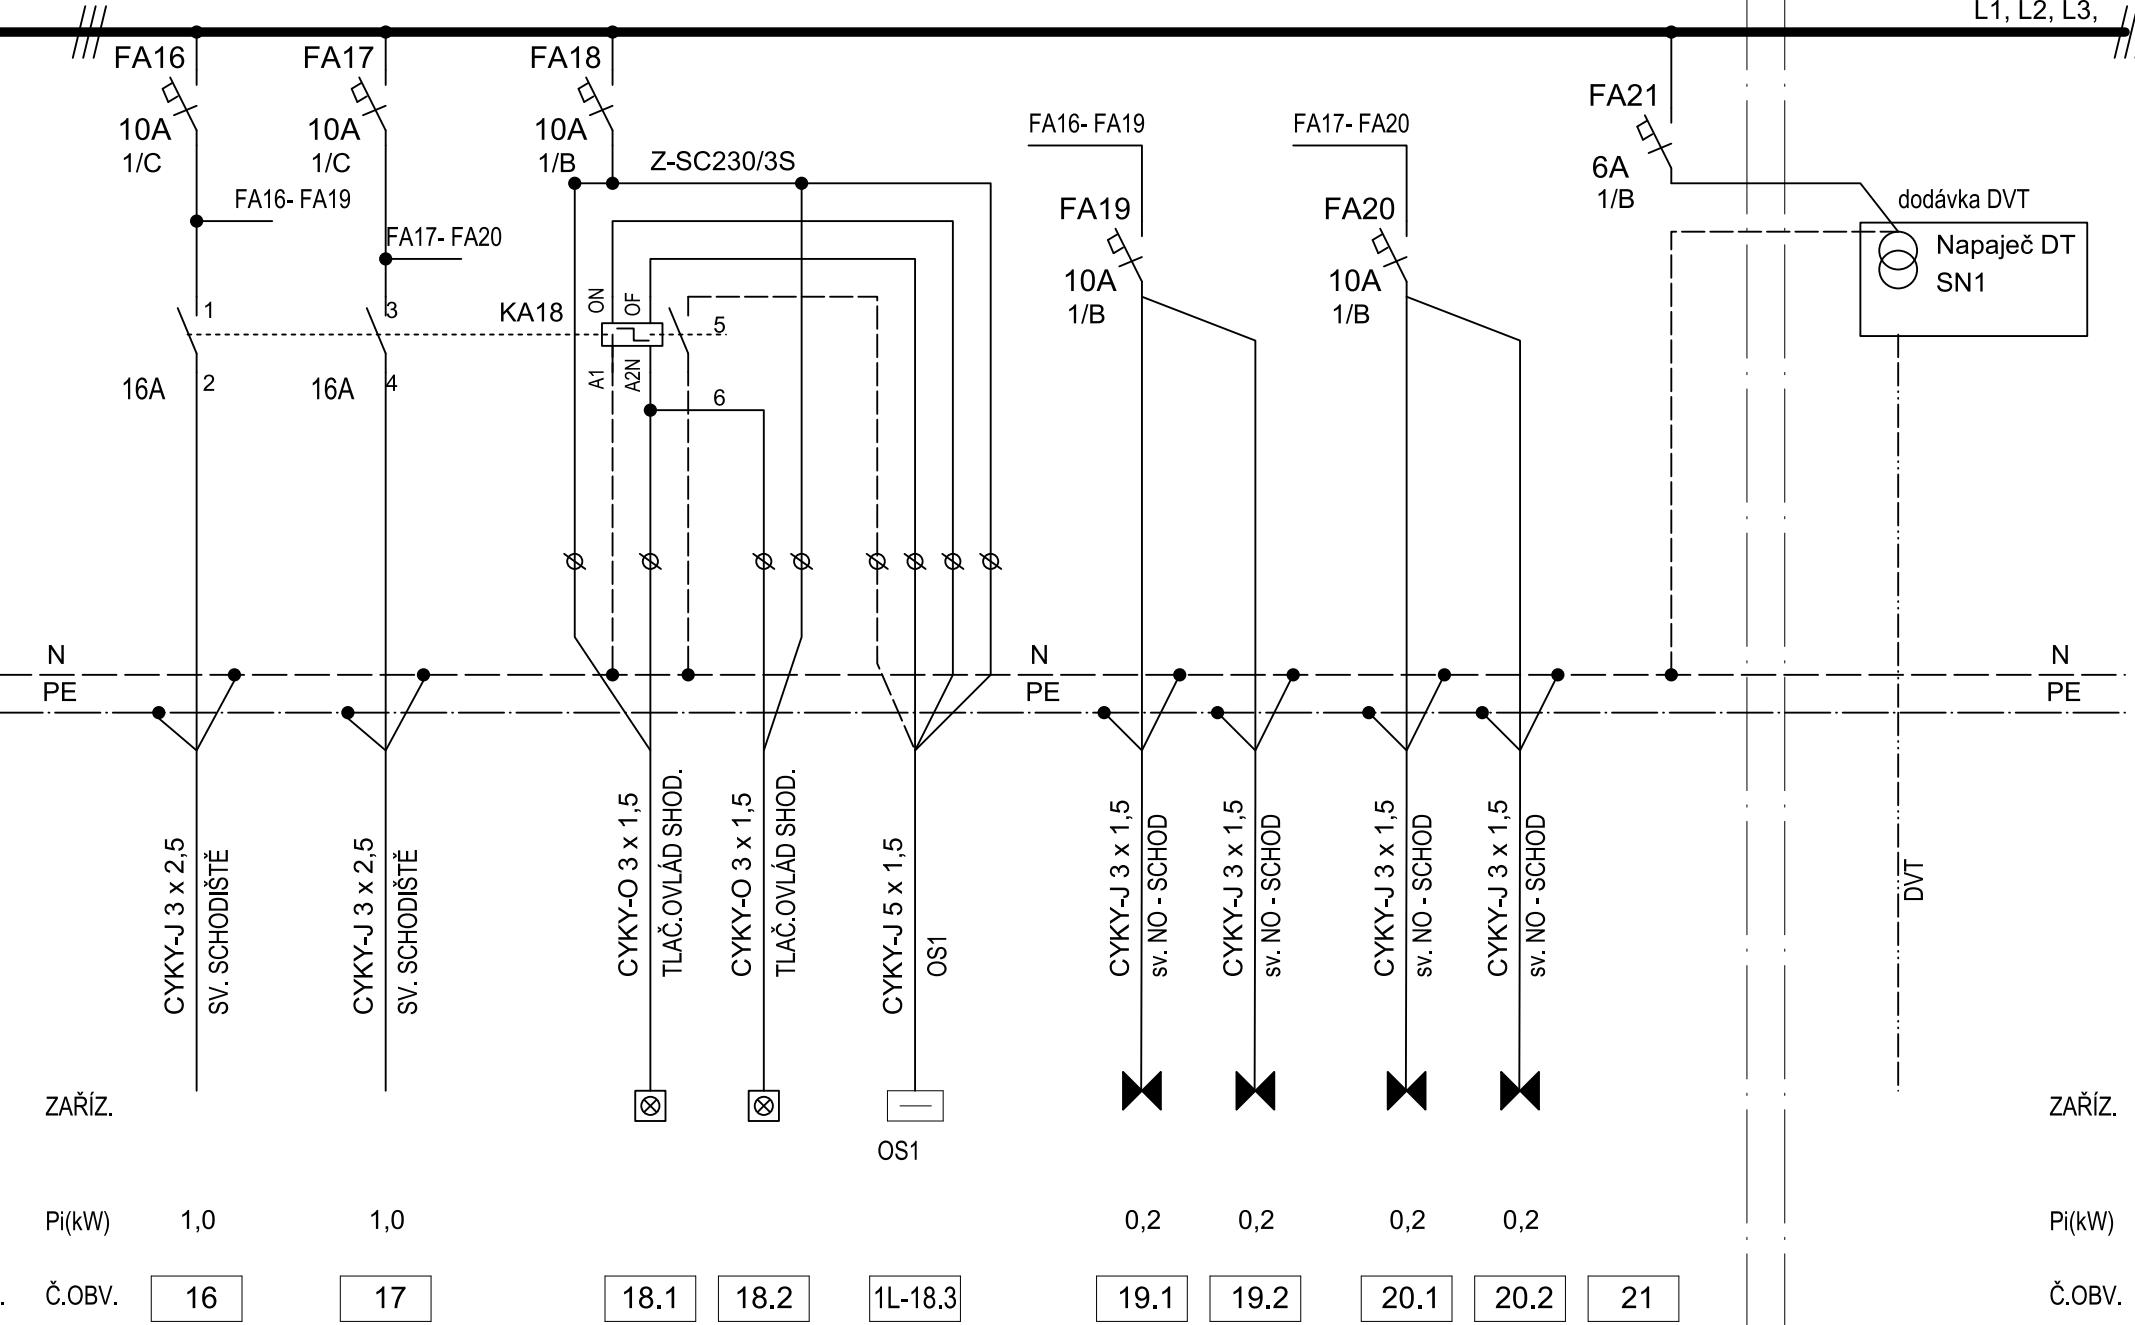 L1, L2, L3,
FA16
FA17
FA18
FA21
10A
10A
10A
6A
1/C
1/C
1/B
1/B
Z-SC230/3S
FA16- FA19
FA17- FA20
FA16- FA19
FA17- FA20
FA19
FA20
10A
10A
1/B
1/B
dodávka DVT
Napaječ DT
SN1
1
3
KA18
ON
OF
5
16A
2
16A
4
A1
A2N
6
N
N
N
PE
PE
PE
CYKY-J 3 x 2,5
SV. SCHODIŠTĚ
CYKY-J 3 x 2,5
SV. SCHODIŠTĚ
CYKY-O 3 x 1,5
TLAČ.OVLÁD SHOD.
CYKY-O 3 x 1,5
TLAČ.OVLÁD SHOD.
CYKY-J 5 x 1,5
OS1
CYKY-J 3 x 1,5
sv. NO - SCHOD
CYKY-J 3 x 1,5
sv. NO - SCHOD
CYKY-J 3 x 1,5
sv. NO - SCHOD
CYKY-J 3 x 1,5
sv. NO - SCHOD
DVT
ZAŘÍZ.
ZAŘÍZ.
OS1
Pi(kW) 1,0 1,0 0,2 0,2 0,2 0,2 Pi(kW)
. Č.OBV. 16 17 18.1 18.2 1L-18.3 19.1 19.2 20.1 20.2 21 Č.OBV.